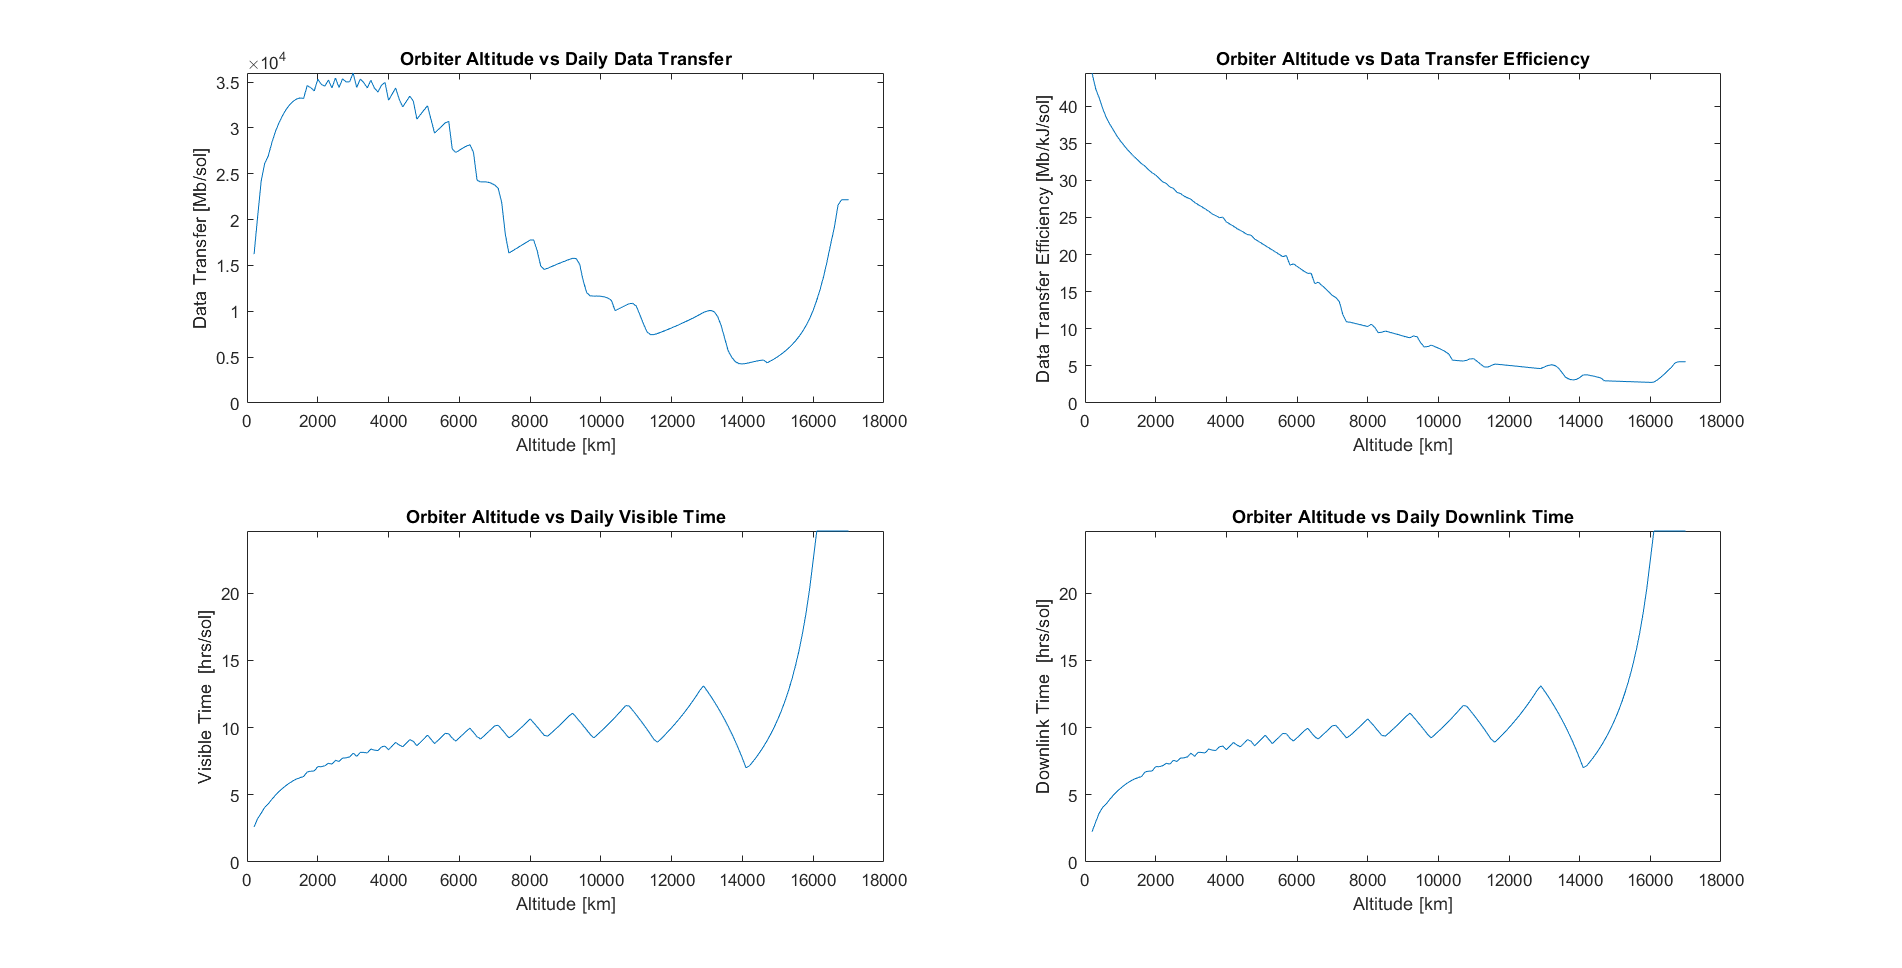 Orbiter Altitude vs Daily Data Transfer
×10⁴
3.5
3
2.5
2
1.5
1
0.5
0
Data Transfer [Mb/sol]
0 2000 4000 6000 8000 10000 12000 14000 16000 18000
Altitude [km]
Orbiter Altitude vs Data Transfer Efficiency
40
35
30
25
20
15
10
5
0
Data Transfer Efficiency [Mb/kJ/sol]
0 2000 4000 6000 8000 10000 12000 14000 16000 18000
Altitude [km]
Orbiter Altitude vs Daily Visible Time
20
15
10
5
0
Visible Time [hrs/sol]
0 2000 4000 6000 8000 10000 12000 14000 16000 18000
Altitude [km]
Orbiter Altitude vs Daily Downlink Time
20
15
10
5
0
Downlink Time [hrs/sol]
0 2000 4000 6000 8000 10000 12000 14000 16000 18000
Altitude [km]